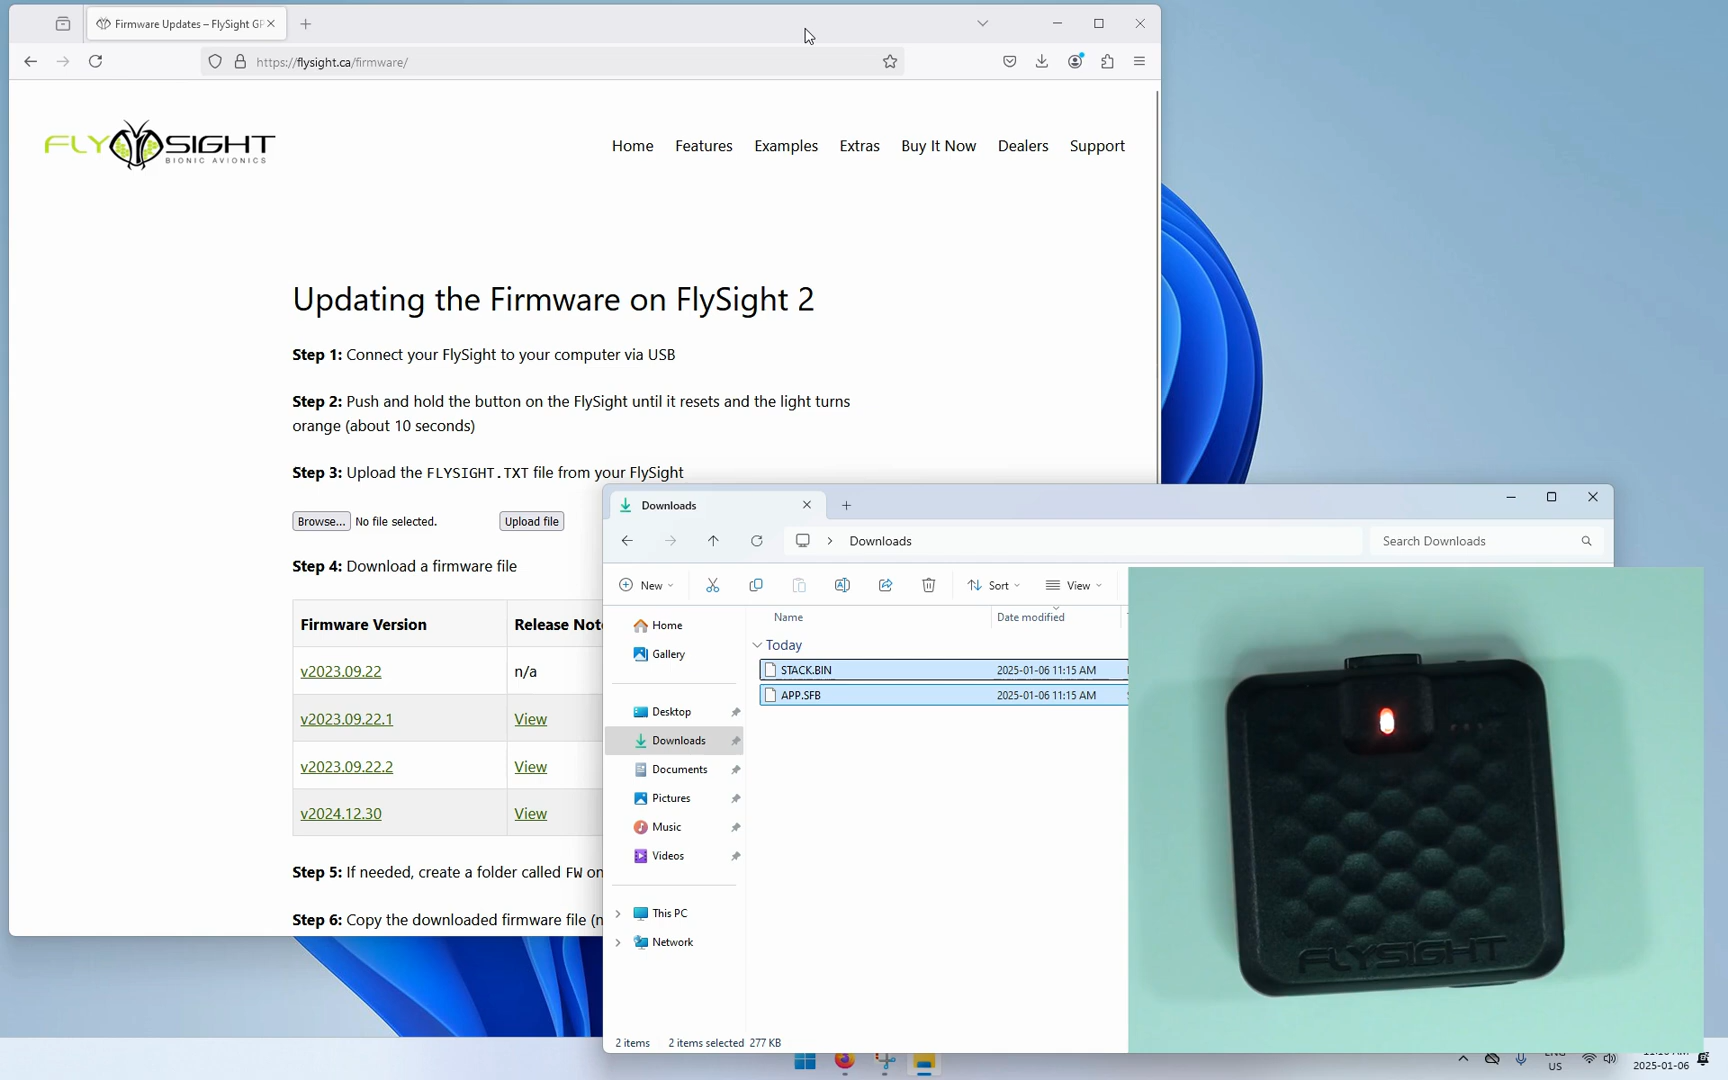 Firmware Updates – FlySight GP
https://flysight.ca/firmware/
FLYSIGHT
BIONIC AVIONICS
Home Features Examples Extras Buy It Now Dealers Support
Updating the Firmware on FlySight 2
Step 1: Connect your FlySight to your computer via USB
Step 2: Push and hold the button on the FlySight until it resets and the light turns
orange (about 10 seconds)
Step 3: Upload the FLYSIGHT.TXT file from your FlySight
Browse... No file selected. Upload file
Step 4: Download a firmware file
Firmware Version Release Not
v2023.09.22 n/a
v2023.09.22.1 View
v2023.09.22.2 View
v2024.12.30 View
Step 5: If needed, create a folder called FW on
Step 6: Copy the downloaded firmware file (n
Downloads
Downloads
Search Downloads
New Sort View
Home
Gallery
Desktop
Downloads
Documents
Pictures
Music
Videos
This PC
Network
Name Date modified
Today
STACK.BIN 2025-01-06 11:15 AM
APP.SFB 2025-01-06 11:15 AM
2 items 2 items selected 277 KB
FLYSIGHT
US
2025-01-06